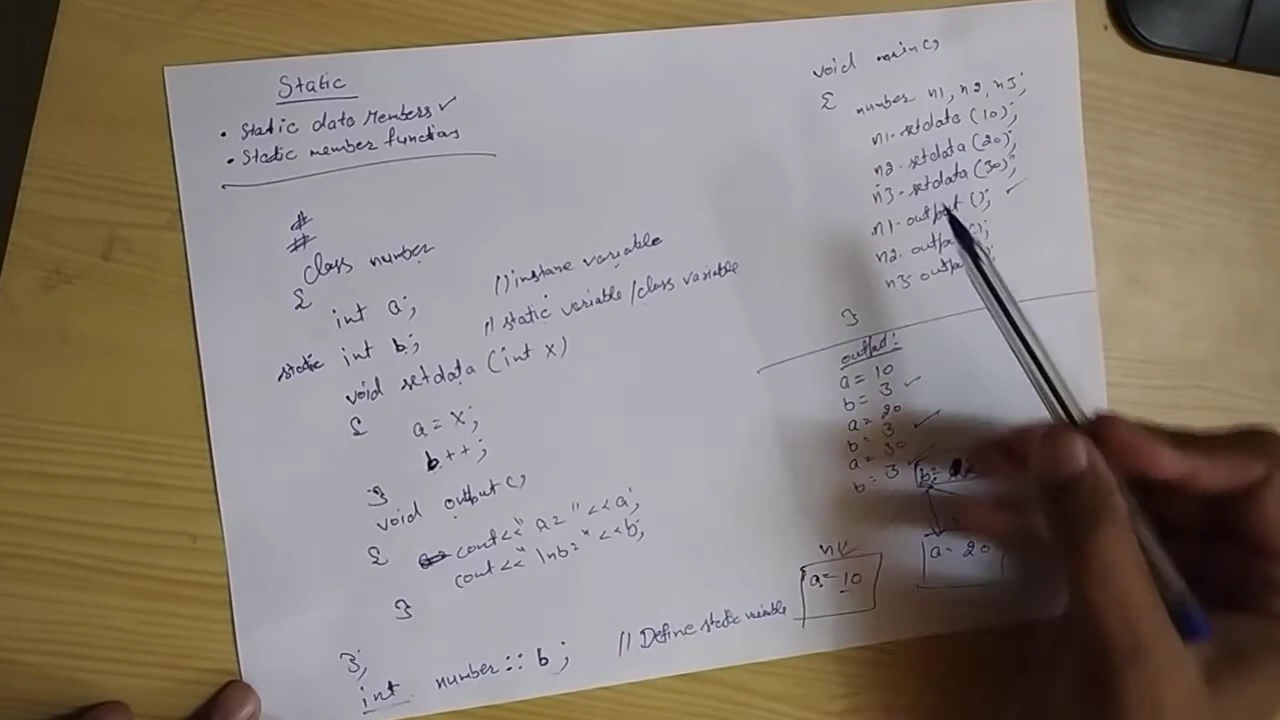 Static
• Static data Members ✓
• Static member functions
#
#
class number
{
int a; //instane variable
static int b; // static variable / class variable
void setdata (int x)
{ a = x;
b++;
}
void output()
{ cout<<"a="<<a;
cout<<"\nb="<<b;
}
};
int number::b; // Define static variable
void main()
{ number n1, n2, n3;
n1.setdata(10);
n2.setdata(20);
n3.setdata(30);
n1.output(); ✓
n2.output();
n3.output();
}
output:
a = 10
b = 3 ✓
a = 20
b = 3 ✓
a = 30
b = 3 ✓
b =
n1
a = 10
a = 20